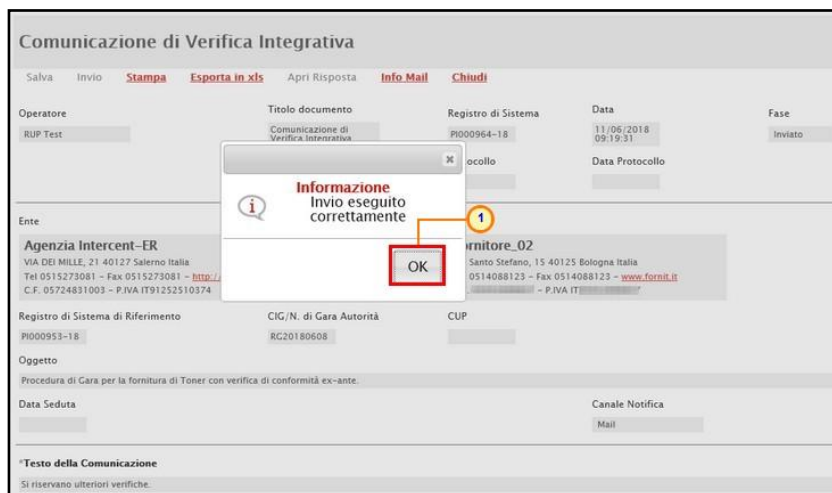 Comunicazione di Verifica Integrativa
Salva Invio Stampa Esporta in xls Apri Risposta Info Mail Chiudi
Operatore Titolo documento Registro di Sistema Data Fase
RUP Test Comunicazione di Verifica Integrativa PI000964-18 11/06/2018 09:19:31 Inviato
ocollo Data Protocollo
Informazione
Invio eseguito
correttamente
1
OK
Ente
Agenzia Intercent-ER ornitore_02
VIA DEI MILLE, 21 40127 Salerno Italia Santo Stefano, 15 40125 Bologna Italia
Tel 0515273081 - Fax 0515273081 - http:/ 0514088123 - Fax 0514088123 - www.fornit.it
C.F. 05724831003 - P.IVA IT91252510374 - P.IVA IT
Registro di Sistema di Riferimento CIG/N. di Gara Autorità CUP
PI000953-18 RG20180608
Oggetto
Procedura di Gara per la fornitura di Toner con verifica di conformità ex-ante.
Data Seduta Canale Notifica
Mail
*Testo della Comunicazione
Si riservano ulteriori verifiche.